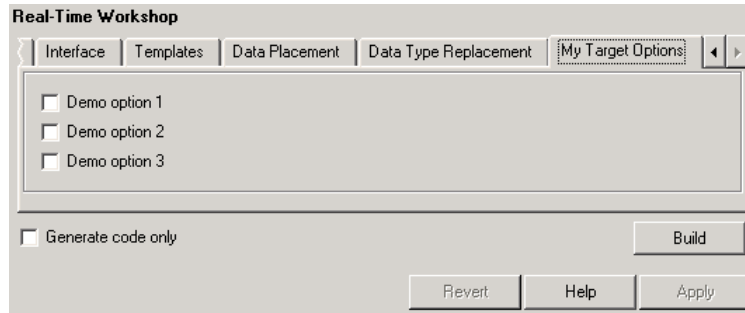 Real-Time Workshop
Interface Templates Data Placement Data Type Replacement My Target Options
Demo option 1
Demo option 2
Demo option 3
Generate code only Build
Revert Help Apply